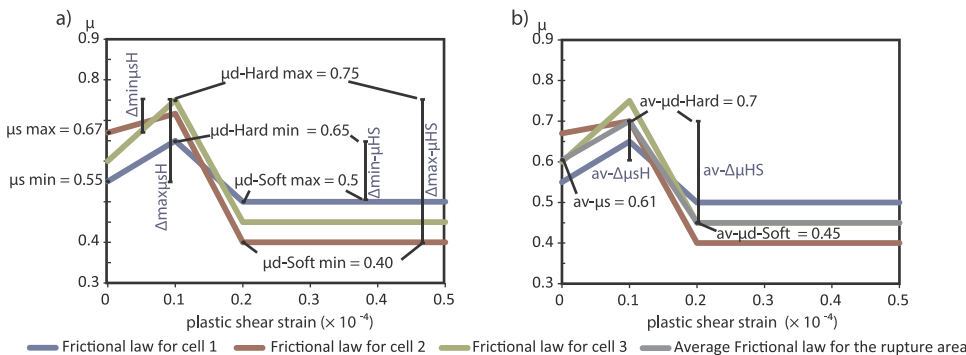 a)
μ
0.9
0.8
0.7
0.6
0.5
0.4
0.3
0
0.1
0.2
0.3
0.4
0.5
plastic shear strain (× 10⁻⁴)
μs max = 0.67
μs min = 0.55
ΔminμsH
ΔmaxμsH
μd-Hard max = 0.75
μd-Hard min = 0.65
μd-Soft max = 0.5
μd-Soft min = 0.40
Δmin-μHS
Δmax-μHS
b)
μ
0.9
0.8
0.7
0.6
0.5
0.4
0.3
0
0.1
0.2
0.3
0.4
0.5
plastic shear strain (× 10⁻⁴)
av-μd-Hard = 0.7
av-ΔμsH
av-ΔμHS
av-μs = 0.61
av-μd-Soft = 0.45
Frictional law for cell 1
Frictional law for cell 2
Frictional law for cell 3
Average Frictional law for the rupture area